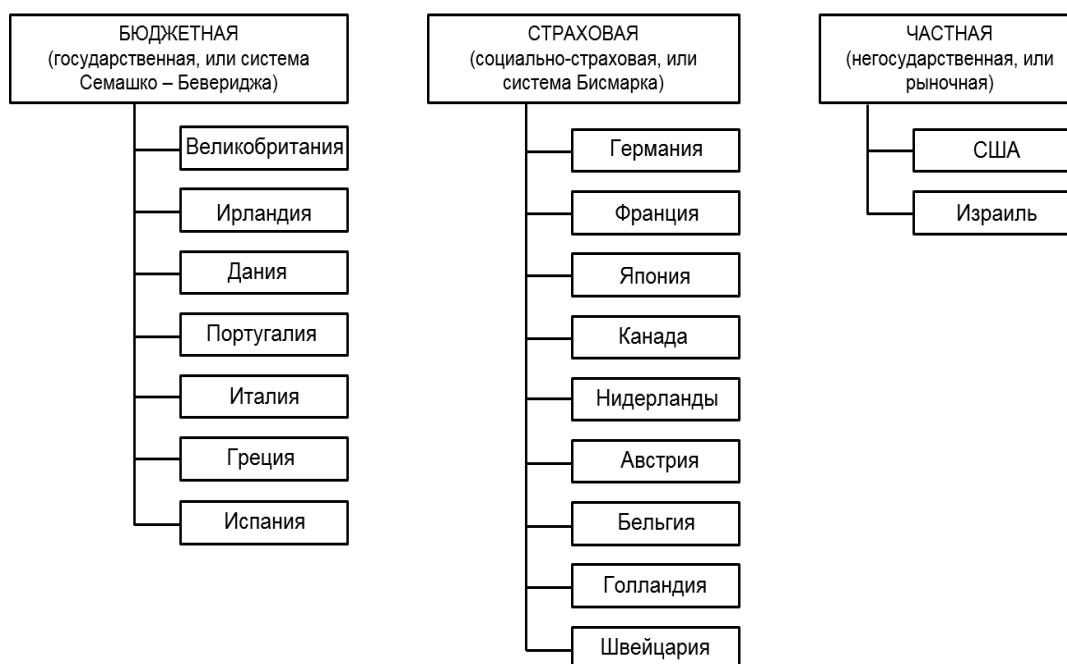 БЮДЖЕТНАЯ
(государственная, или система
Семашко – Бевериджа)
Великобритания
Ирландия
Дания
Португалия
Италия
Греция
Испания
СТРАХОВАЯ
(социально-страховая, или
система Бисмарка)
Германия
Франция
Япония
Канада
Нидерланды
Австрия
Бельгия
Голландия
Швейцария
ЧАСТНАЯ
(негосударственная, или
рыночная)
США
Израиль